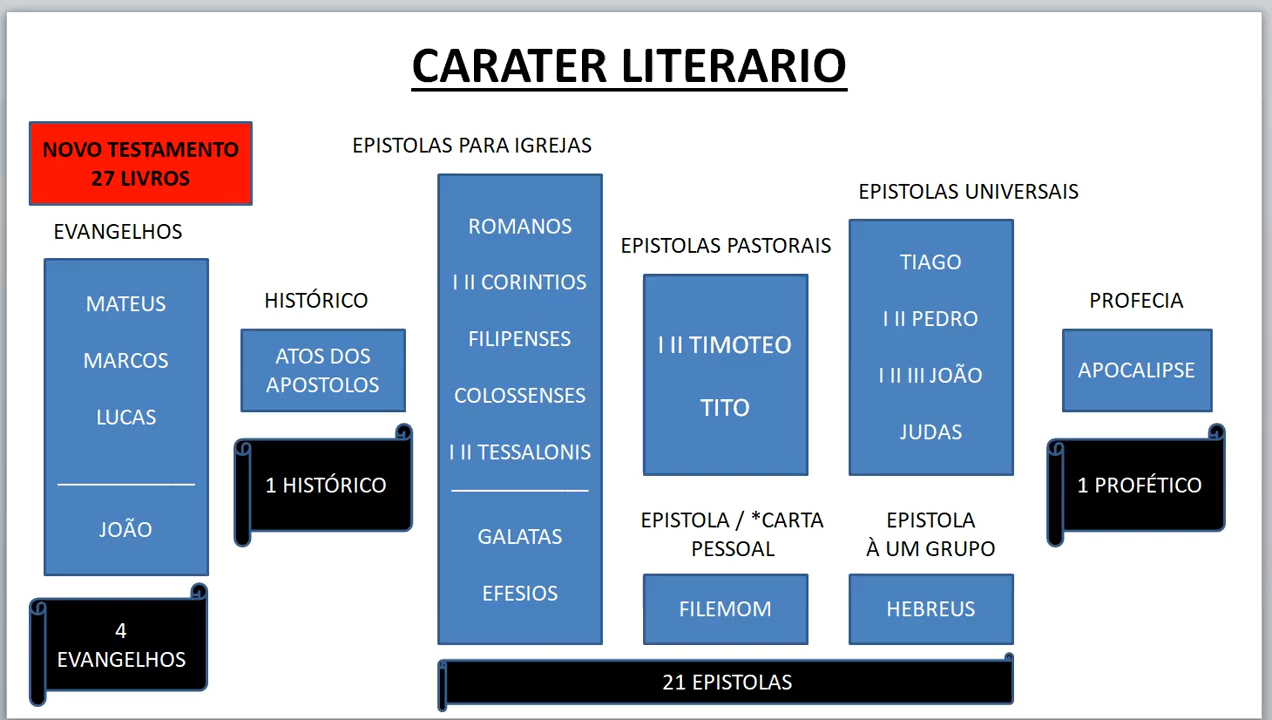 CARATER LITERARIO
NOVO TESTAMENTO
27 LIVROS
EVANGELHOS
MATEUS
MARCOS
LUCAS
JOÃO
4
EVANGELHOS
HISTÓRICO
ATOS DOS
APOSTOLOS
1 HISTÓRICO
EPISTOLAS PARA IGREJAS
ROMANOS
I II CORINTIOS
FILIPENSES
COLOSSENSES
I II TESSALONIS
GALATAS
EFESIOS
EPISTOLAS PASTORAIS
I II TIMOTEO
TITO
EPISTOLA / *CARTA
PESSOAL
FILEMOM
EPISTOLAS UNIVERSAIS
TIAGO
I II PEDRO
I II III JOÃO
JUDAS
EPISTOLA
À UM GRUPO
HEBREUS
21 EPISTOLAS
PROFECIA
APOCALIPSE
1 PROFÉTICO